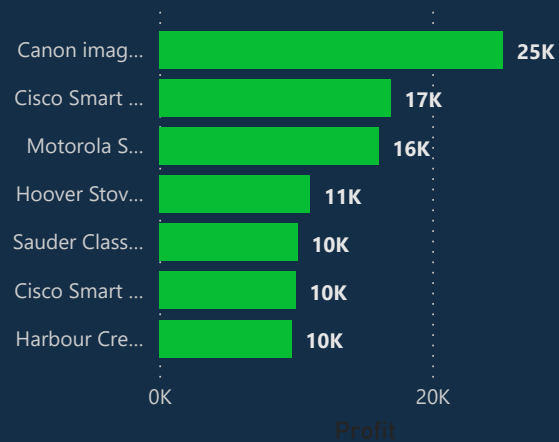 Canon imag... 25K
Cisco Smart ... 17K
Motorola S... 16K
Hoover Stov... 11K
Sauder Class... 10K
Cisco Smart ... 10K
Harbour Cre... 10K
0K 20K
Profit